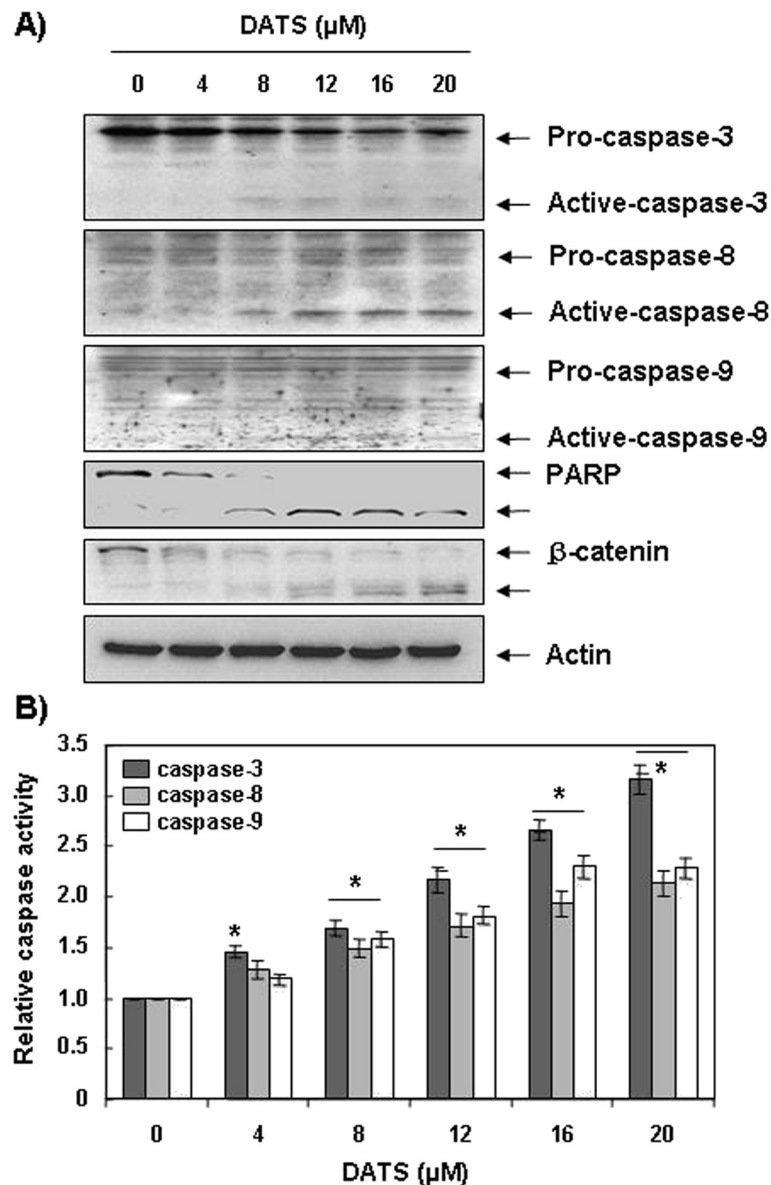 A)
DATS (µM)
0 4 8 12 16 20
Pro-caspase-3
Active-caspase-3
Pro-caspase-8
Active-caspase-8
Pro-caspase-9
Active-caspase-9
PARP
β-catenin
Actin
B)
Relative caspase activity
3.5
3.0
2.5
2.0
1.5
1.0
0.5
0
caspase-3
caspase-8
caspase-9
* * * * *
0 4 8 12 16 20
DATS (µM)